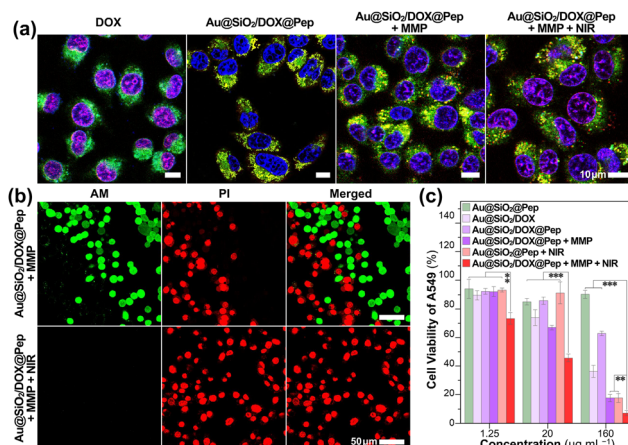 (a)
DOX
Au@SiO₂/DOX@Pep
Au@SiO₂/DOX@Pep
+ MMP
Au@SiO₂/DOX@Pep
+ MMP + NIR
10μm
(b)
AM
PI
Merged
Au@SiO₂/DOX@Pep
+ MMP
Au@SiO₂/DOX@Pep
+ MMP + NIR
50μm
(c)
Au@SiO₂@Pep
Au@SiO₂/DOX
Au@SiO₂/DOX@Pep
Au@SiO₂/DOX@Pep + MMP
Au@SiO₂@Pep + NIR
Au@SiO₂/DOX@Pep + MMP + NIR
Cell Viability of A549 (%)
140
120
100
80
60
40
20
0
**
***
***
**
1.25
20
160
Concentration (μg mL⁻¹)